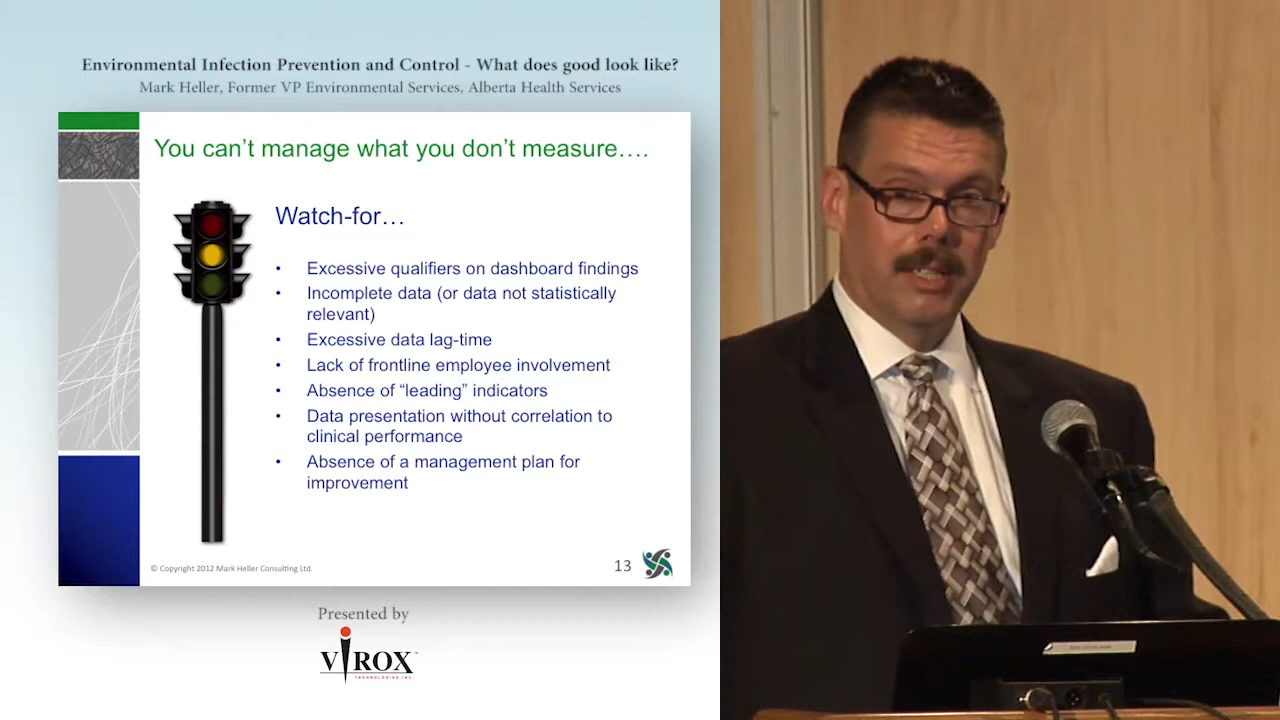 Environmental Infection Prevention and Control - What does good look like?
Mark Heller, Former VP Environmental Services, Alberta Health Services
You can't manage what you don't measure….
Watch-for…
• Excessive qualifiers on dashboard findings
• Incomplete data (or data not statistically
relevant)
• Excessive data lag-time
• Lack of frontline employee involvement
• Absence of “leading” indicators
• Data presentation without correlation to
clinical performance
• Absence of a management plan for
improvement
© Copyright 2012 Mark Heller Consulting Ltd.
13
Presented by
VIROX™
TECHNOLOGIES INC.